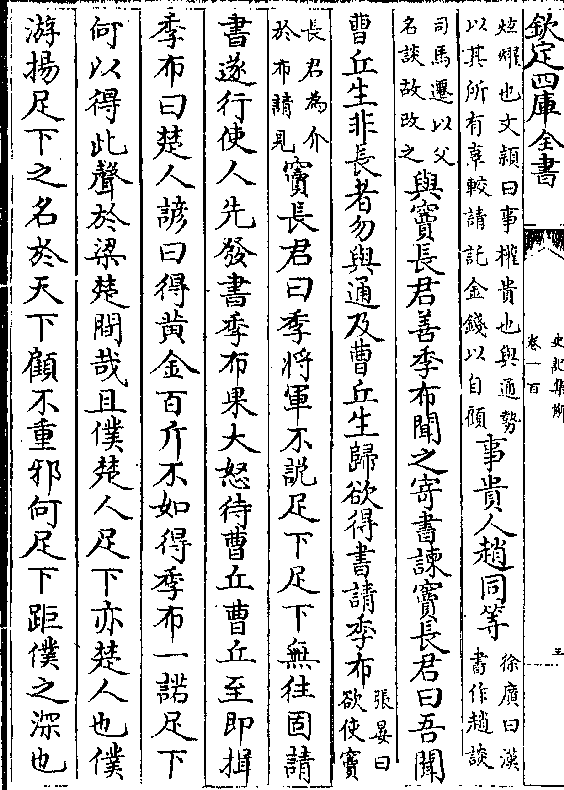 欽定四庫全書
史記集解
卷一百
炫燿也文穎曰事權貴也與通勢
以其所有辜較請託金錢以自顧
事貴人趙同等
徐廣曰漢
書作趙談
司馬遷以父
名談故改之
與竇長君善季布聞之寄書諫竇長君曰吾聞
曹丘生非長者勿與通及曹丘生歸欲得書請季布
張晏曰
欲使竇
長君為介
於布請見
竇長君曰季將軍不說足下足下無往固請
書遂行使人先發書季布果大怒待曹丘曹丘至即揖
季布曰楚人諺曰得黃金百斤不如得季布一諾足下
何以得此聲於梁楚間哉且僕楚人足下亦楚人也僕
游揚足下之名於天下顧不重邪何足下距僕之深也